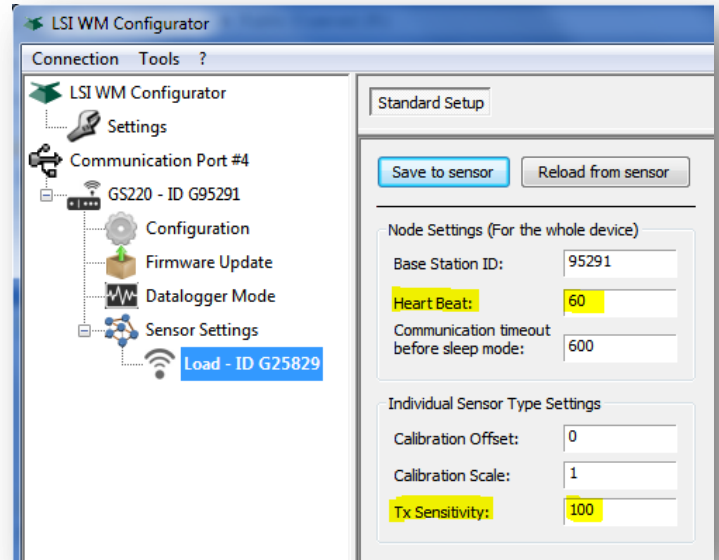 LSI WM Configurator
Connection Tools ?
LSI WM Configurator
Settings
Communication Port #4
GS220 - ID G95291
Configuration
Firmware Update
Datalogger Mode
Sensor Settings
Load - ID G25829
Standard Setup
Save to sensor Reload from sensor
Node Settings (For the whole device)
Base Station ID: 95291
Heart Beat: 60
Communication timeout
before sleep mode: 600
Individual Sensor Type Settings
Calibration Offset: 0
Calibration Scale: 1
Tx Sensitivity: 100